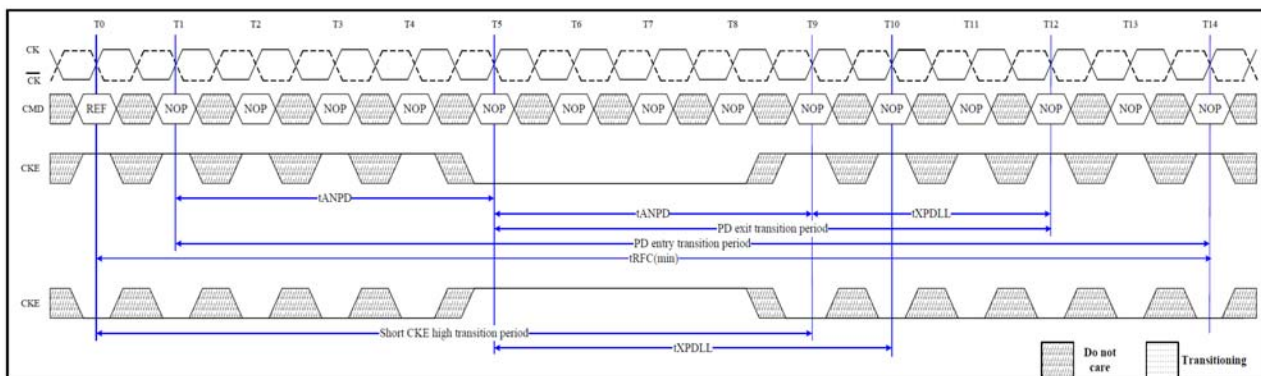 T0 T1 T2 T3 T4 T5 T6 T7 T8 T9 T10 T11 T12 T13 T14
CK
CK
CMD REF NOP NOP NOP NOP NOP NOP NOP NOP NOP NOP NOP NOP NOP NOP
CKE
tANPD
tANPD tXPDLL
PD exit transition period
PD entry transition period
tRFC(min)
CKE
Short CKE high transition period
tXPDLL
Do not
care
Transitioning